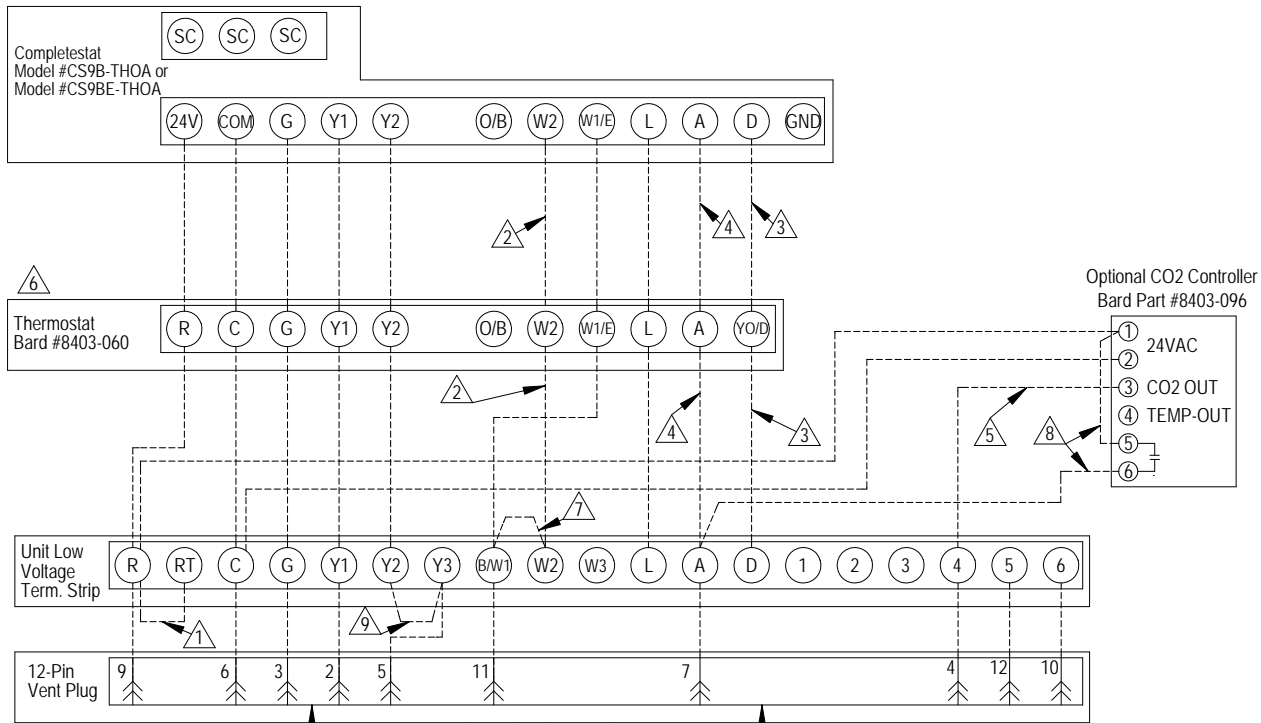 SC SC SC
Completestat
Model #CS9B-THOA or
Model #CS9BE-THOA
24V COM G Y1 Y2 O/B W2 W1/E L A D GND
2 4 3
6
Thermostat
Bard #8403-060
R C G Y1 Y2 O/B W2 W1/E L A YO/D
Optional CO2 Controller
Bard Part #8403-096
1
24VAC
2
3 CO2 OUT
4 TEMP-OUT
5
6
2 4 3 5 8
7
Unit Low
Voltage
Term. Strip
R RT C G Y1 Y2 Y3 B/W1 W2 W3 L A D 1 2 3 4 5 6
1 9
12-Pin
Vent Plug
9 6 3 2 5 11 7 4 12 10